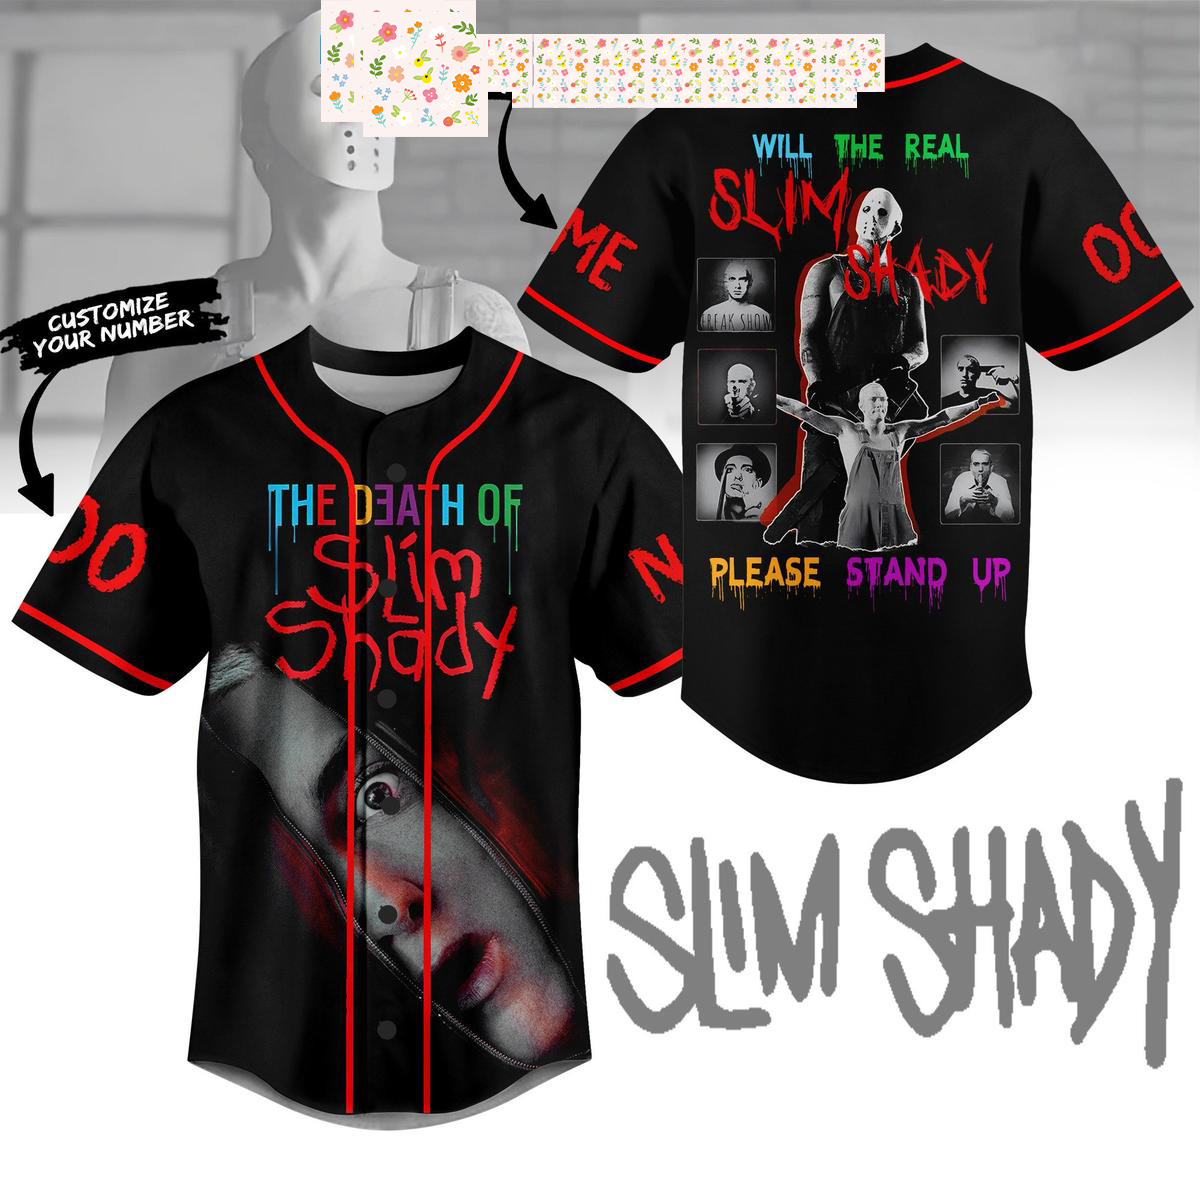 CUSTOMIZE
YOUR NUMBER
WILL THE REAL
SLIM
SHADY
FREAK SHOW
PLEASE STAND UP
ME
00
THE DEATH OF
Slim
Shady
00
N
SLIM SHADY